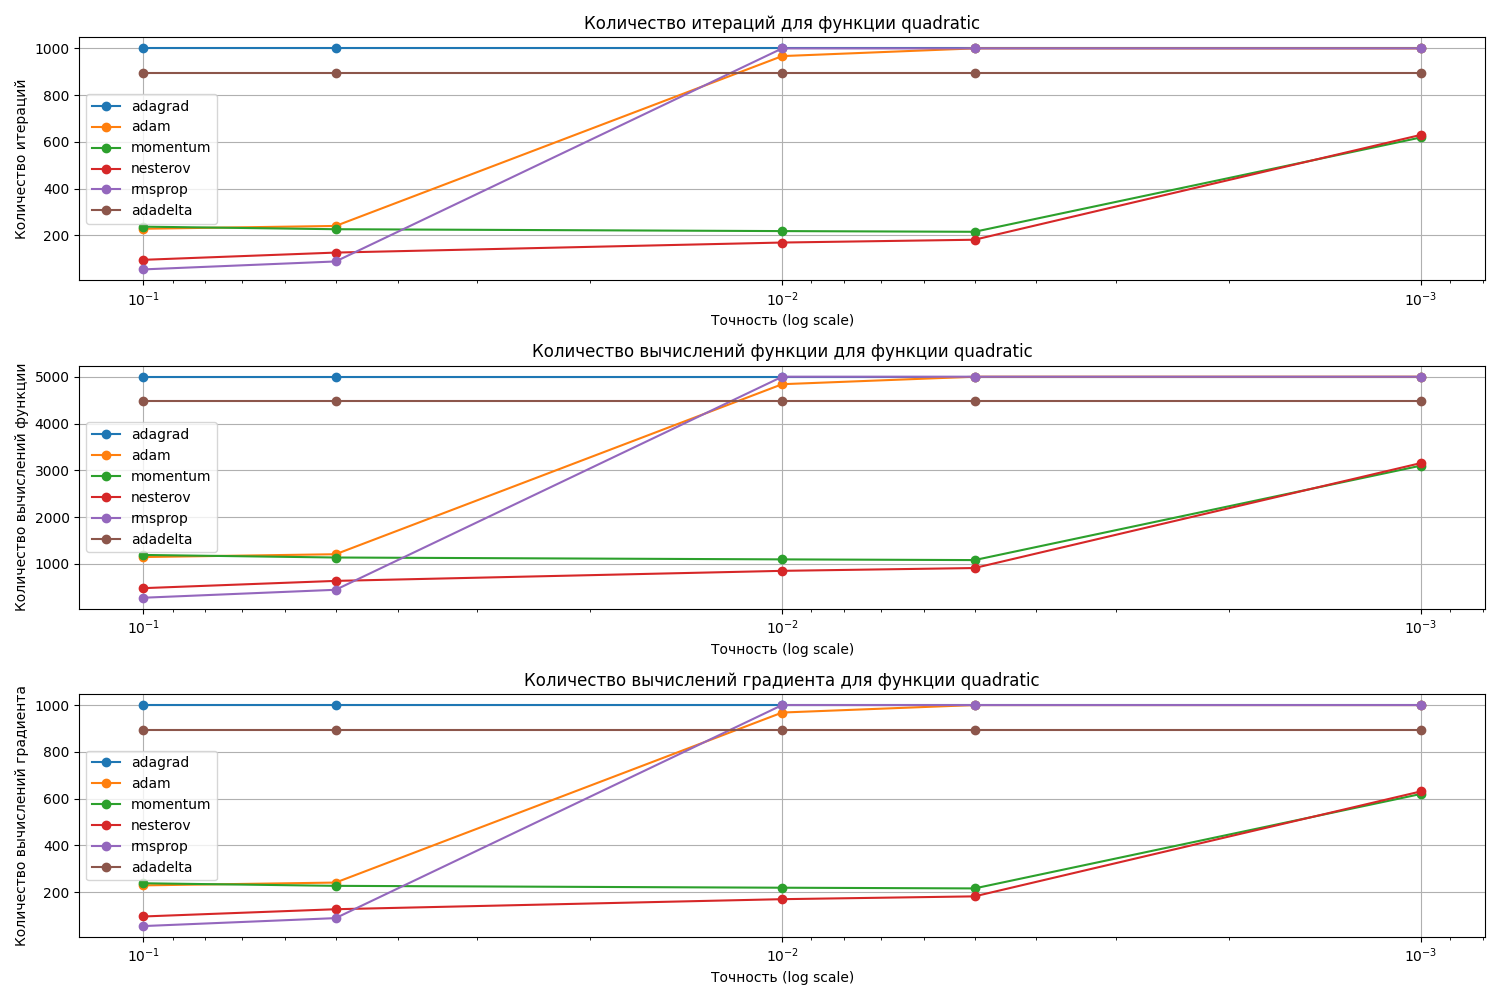 Количество итераций для функции quadratic
Количество итераций
1000
800
600
400
200
adagrad
adam
momentum
nesterov
rmsprop
adadelta
10⁻¹
10⁻²
10⁻³
Точность (log scale)
Количество вычислений функции для функции quadratic
Количество вычислений функции
5000
4000
3000
2000
1000
adagrad
adam
momentum
nesterov
rmsprop
adadelta
10⁻¹
10⁻²
10⁻³
Точность (log scale)
Количество вычислений градиента для функции quadratic
Количество вычислений градиента
1000
800
600
400
200
adagrad
adam
momentum
nesterov
rmsprop
adadelta
10⁻¹
10⁻²
10⁻³
Точность (log scale)